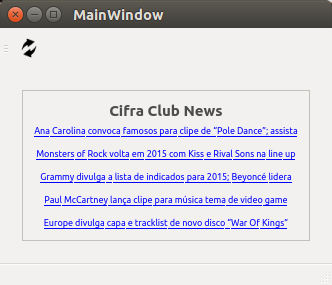 MainWindow
Cifra Club News
Ana Carolina convoca famosos para clipe de “Pole Dance”; assista
Monsters of Rock volta em 2015 com Kiss e Rival Sons na line up
Grammy divulga a lista de indicados para 2015; Beyoncé lidera
Paul McCartney lança clipe para música tema de video game
Europe divulga capa e tracklist de novo disco “War Of Kings”